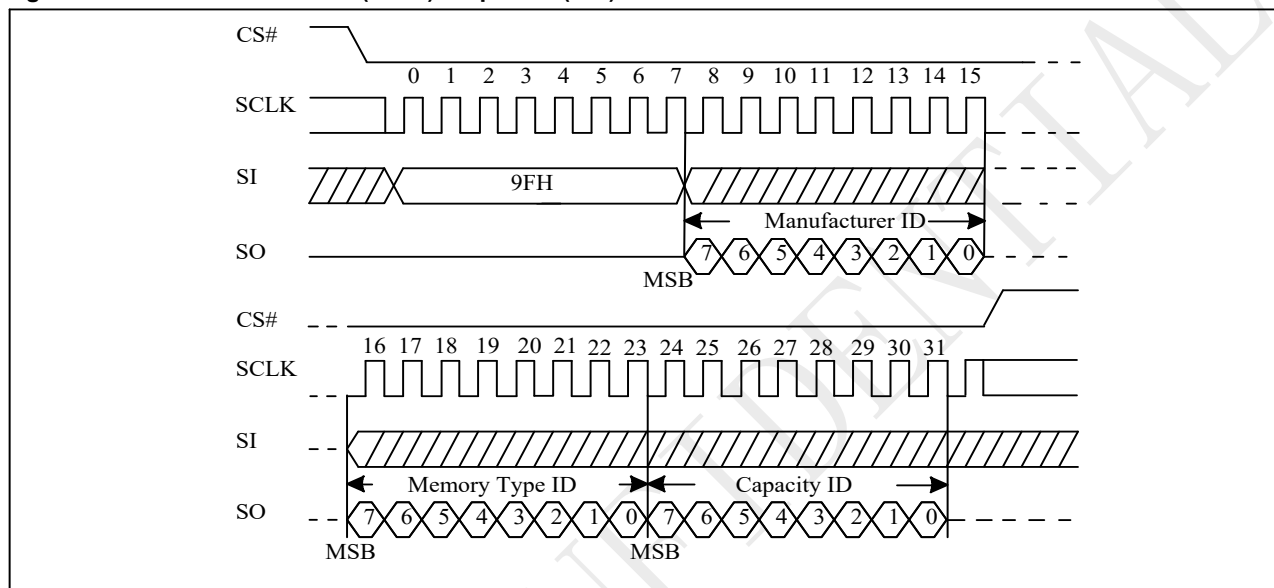 CS#
0 1 2 3 4 5 6 7 8 9 10 11 12 13 14 15
SCLK
SI
9FH
Manufacturer ID
SO
7 6 5 4 3 2 1 0
MSB
CS#
16 17 18 19 20 21 22 23 24 25 26 27 28 29 30 31
SCLK
SI
Memory Type ID Capacity ID
SO
7 6 5 4 3 2 1 0 7 6 5 4 3 2 1 0
MSB MSB